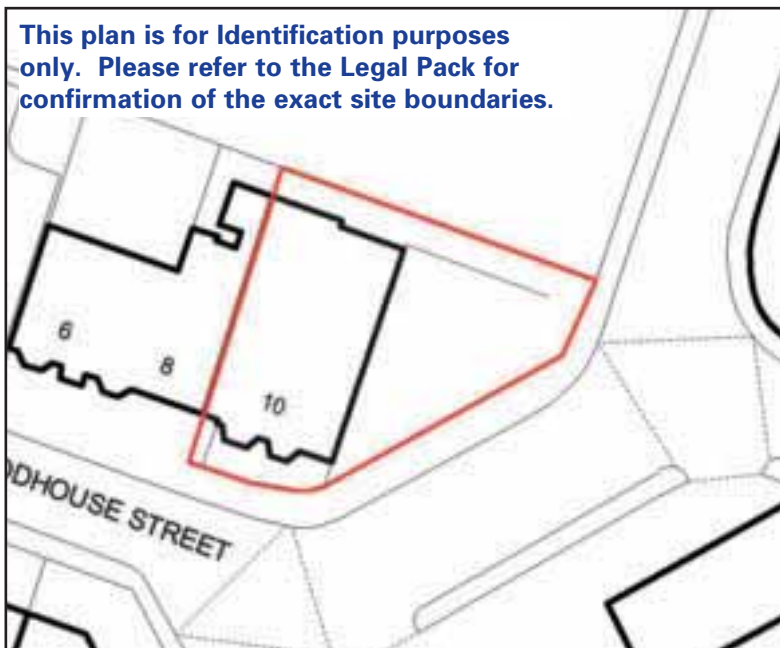 This plan is for Identification purposes
only. Please refer to the Legal Pack for
confirmation of the exact site boundaries.
6
8
10
ODHOUSE STREET